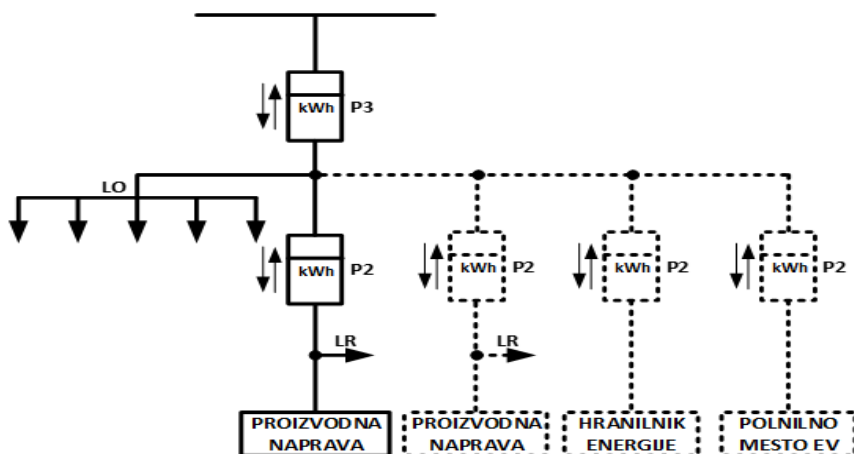 kWh P3
LO
kWh P2
kWh P2
kWh P2
kWh P2
LR
LR
PROIZVODNA
NAPRAVA
PROIZVODNA
NAPRAVA
HRANILNIK
ENERGIJE
POLNILNO
MESTO EV